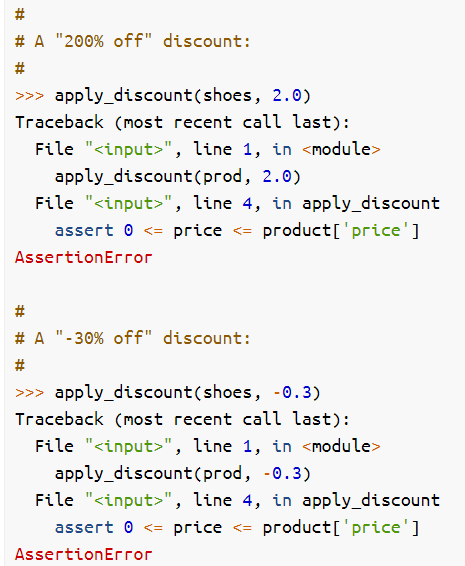 #
# A "200% off" discount:
#
>>> apply_discount(shoes, 2.0)
Traceback (most recent call last):
  File "<input>", line 1, in <module>
    apply_discount(prod, 2.0)
  File "<input>", line 4, in apply_discount
    assert 0 <= price <= product['price']
AssertionError

#
# A "-30% off" discount:
#
>>> apply_discount(shoes, -0.3)
Traceback (most recent call last):
  File "<input>", line 1, in <module>
    apply_discount(prod, -0.3)
  File "<input>", line 4, in apply_discount
    assert 0 <= price <= product['price']
AssertionError